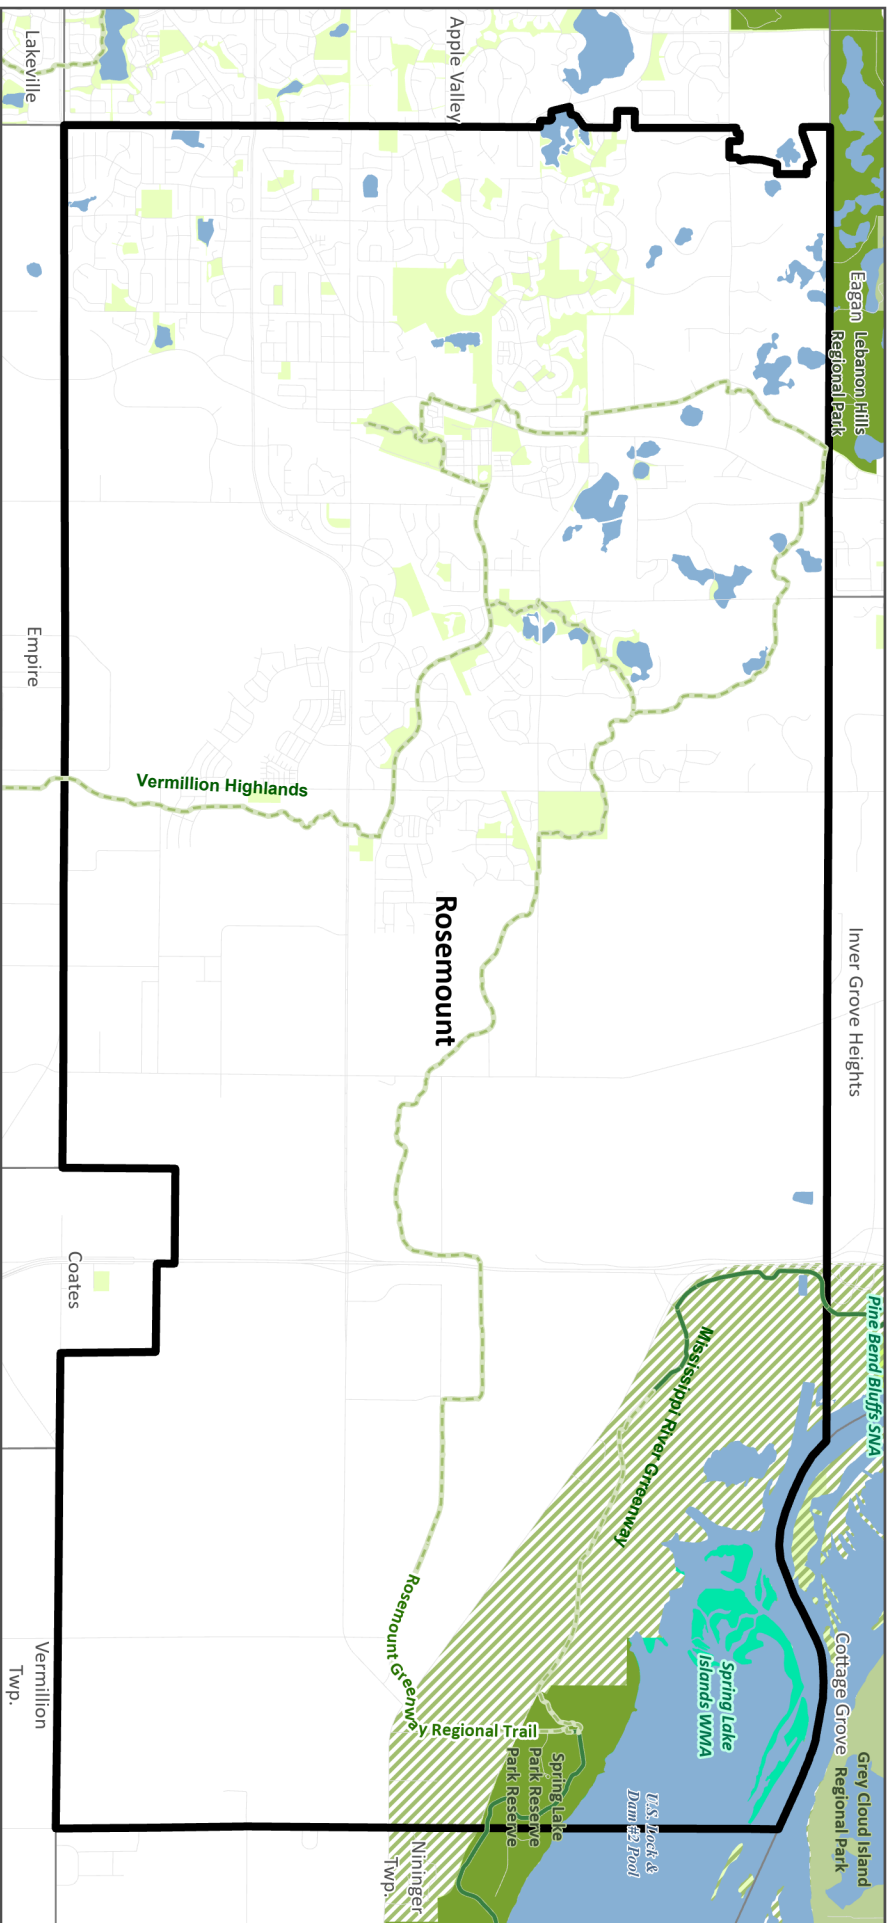 Lakeville
Apple Valley
Eagan
Lebanon Hills
Regional Park
Empire
Vermillion Highlands
Rosemount
Inver Grove Heights
Coates
Pine Bend Bluffs SNA
Mississippi River Grreenway
Rosemount Greenway Regional Trail
Spring Lake
Islands WMA
Cottage Grove
Grey Cloud Island
Regional Park
Spring Lake
Park Reserve
Park Reserve
U.S. Lock &
Dam #2 Pool
Vermillion
Twp.
Nininger
Twp.